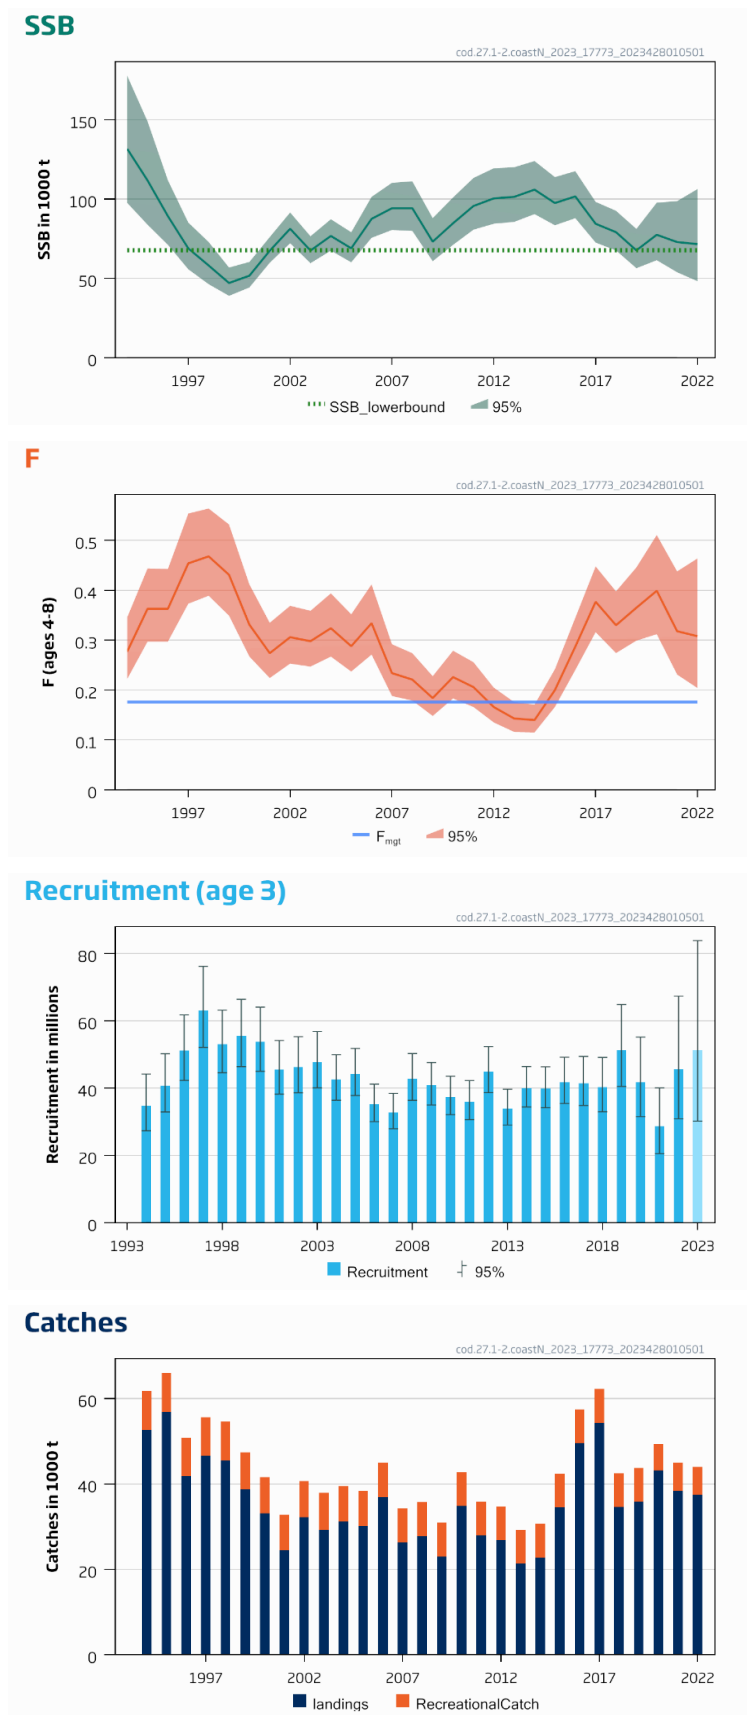 SSB
cod.27.1-2.coastN_2023_17773_2023428010501
SSB in 1000 t
150
100
50
0
1997 2002 2007 2012 2017 2022
SSB_lowerbound 95%
F
cod.27.1-2.coastN_2023_17773_2023428010501
F (ages 4-8)
0.5
0.4
0.3
0.2
0.1
0
1997 2002 2007 2012 2017 2022
Fmgt 95%
Recruitment (age 3)
cod.27.1-2.coastN_2023_17773_2023428010501
Recruitment in millions
80
60
40
20
0
1993 1998 2003 2008 2013 2018 2023
Recruitment 95%
Catches
cod.27.1-2.coastN_2023_17773_2023428010501
Catches in 1000 t
60
40
20
0
1997 2002 2007 2012 2017 2022
landings RecreationalCatch